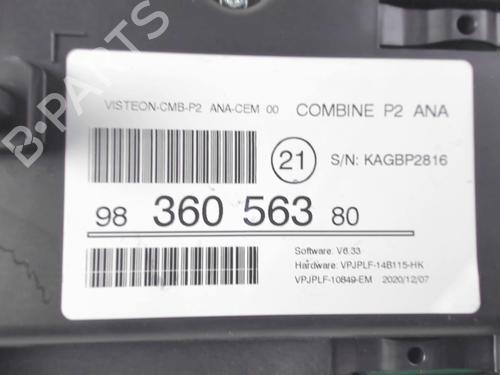 B-PARTS
VISTEON-CMB-P2 ANA-CEM 00 COMBINE P2 ANA
21 S/N: KAGBP2816
98 360 563 80
Software: V6.33
Hardware: VPJPLF-14B115-HK
VPJPLF-10849-EM 2020/12/07